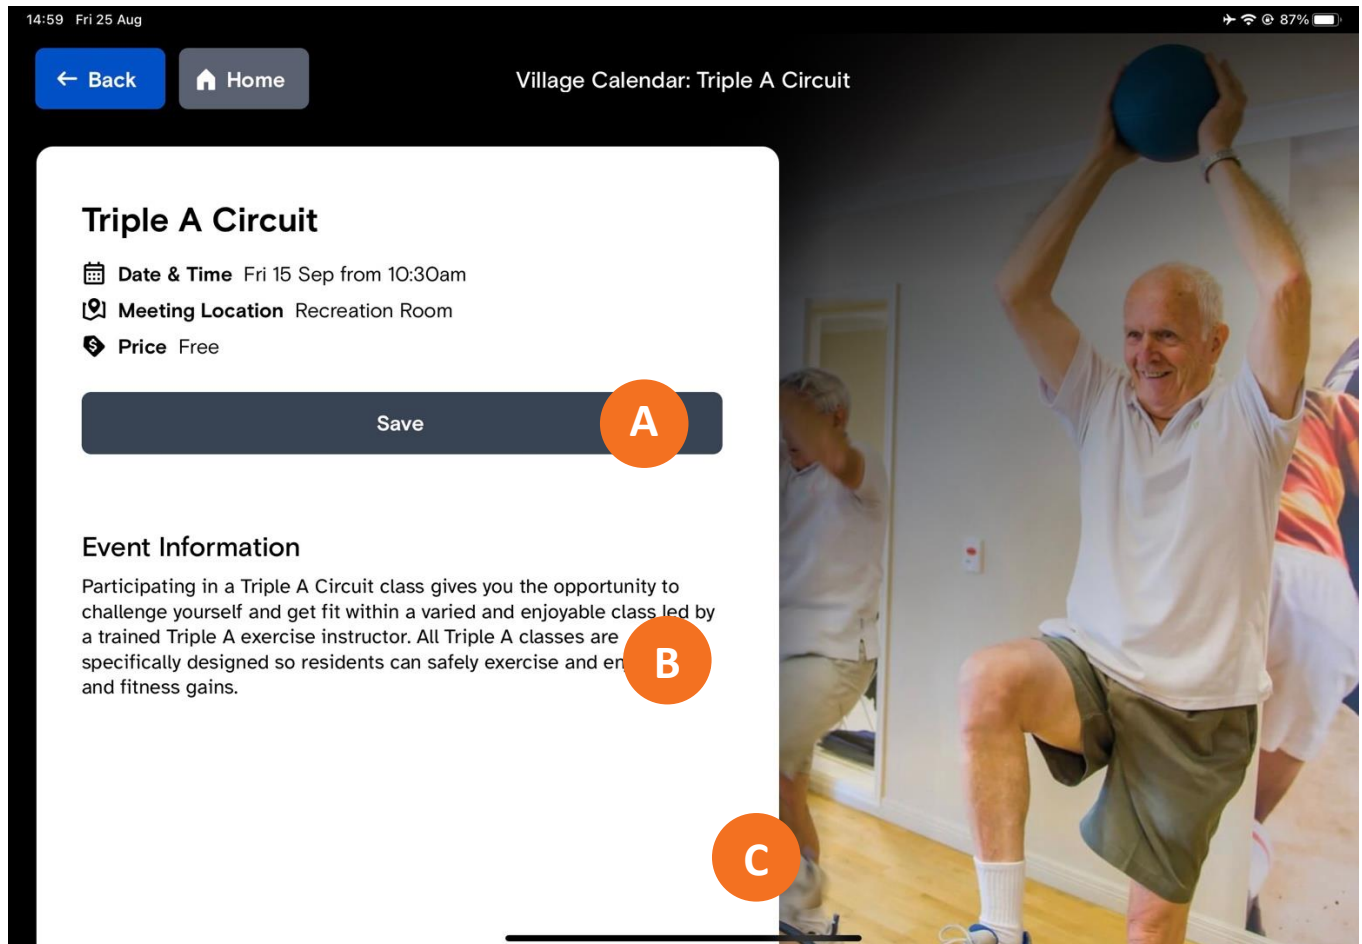 14:59 Fri 25 Aug
87%
Back
Home
Village Calendar: Triple A Circuit
Triple A Circuit
Date & Time Fri 15 Sep from 10:30am
Meeting Location Recreation Room
Price Free
Save
A
Event Information
Participating in a Triple A Circuit class gives you the opportunity to
challenge yourself and get fit within a varied and enjoyable class led by
a trained Triple A exercise instructor. All Triple A classes are
specifically designed so residents can safely exercise and
B
and fitness gains.
C